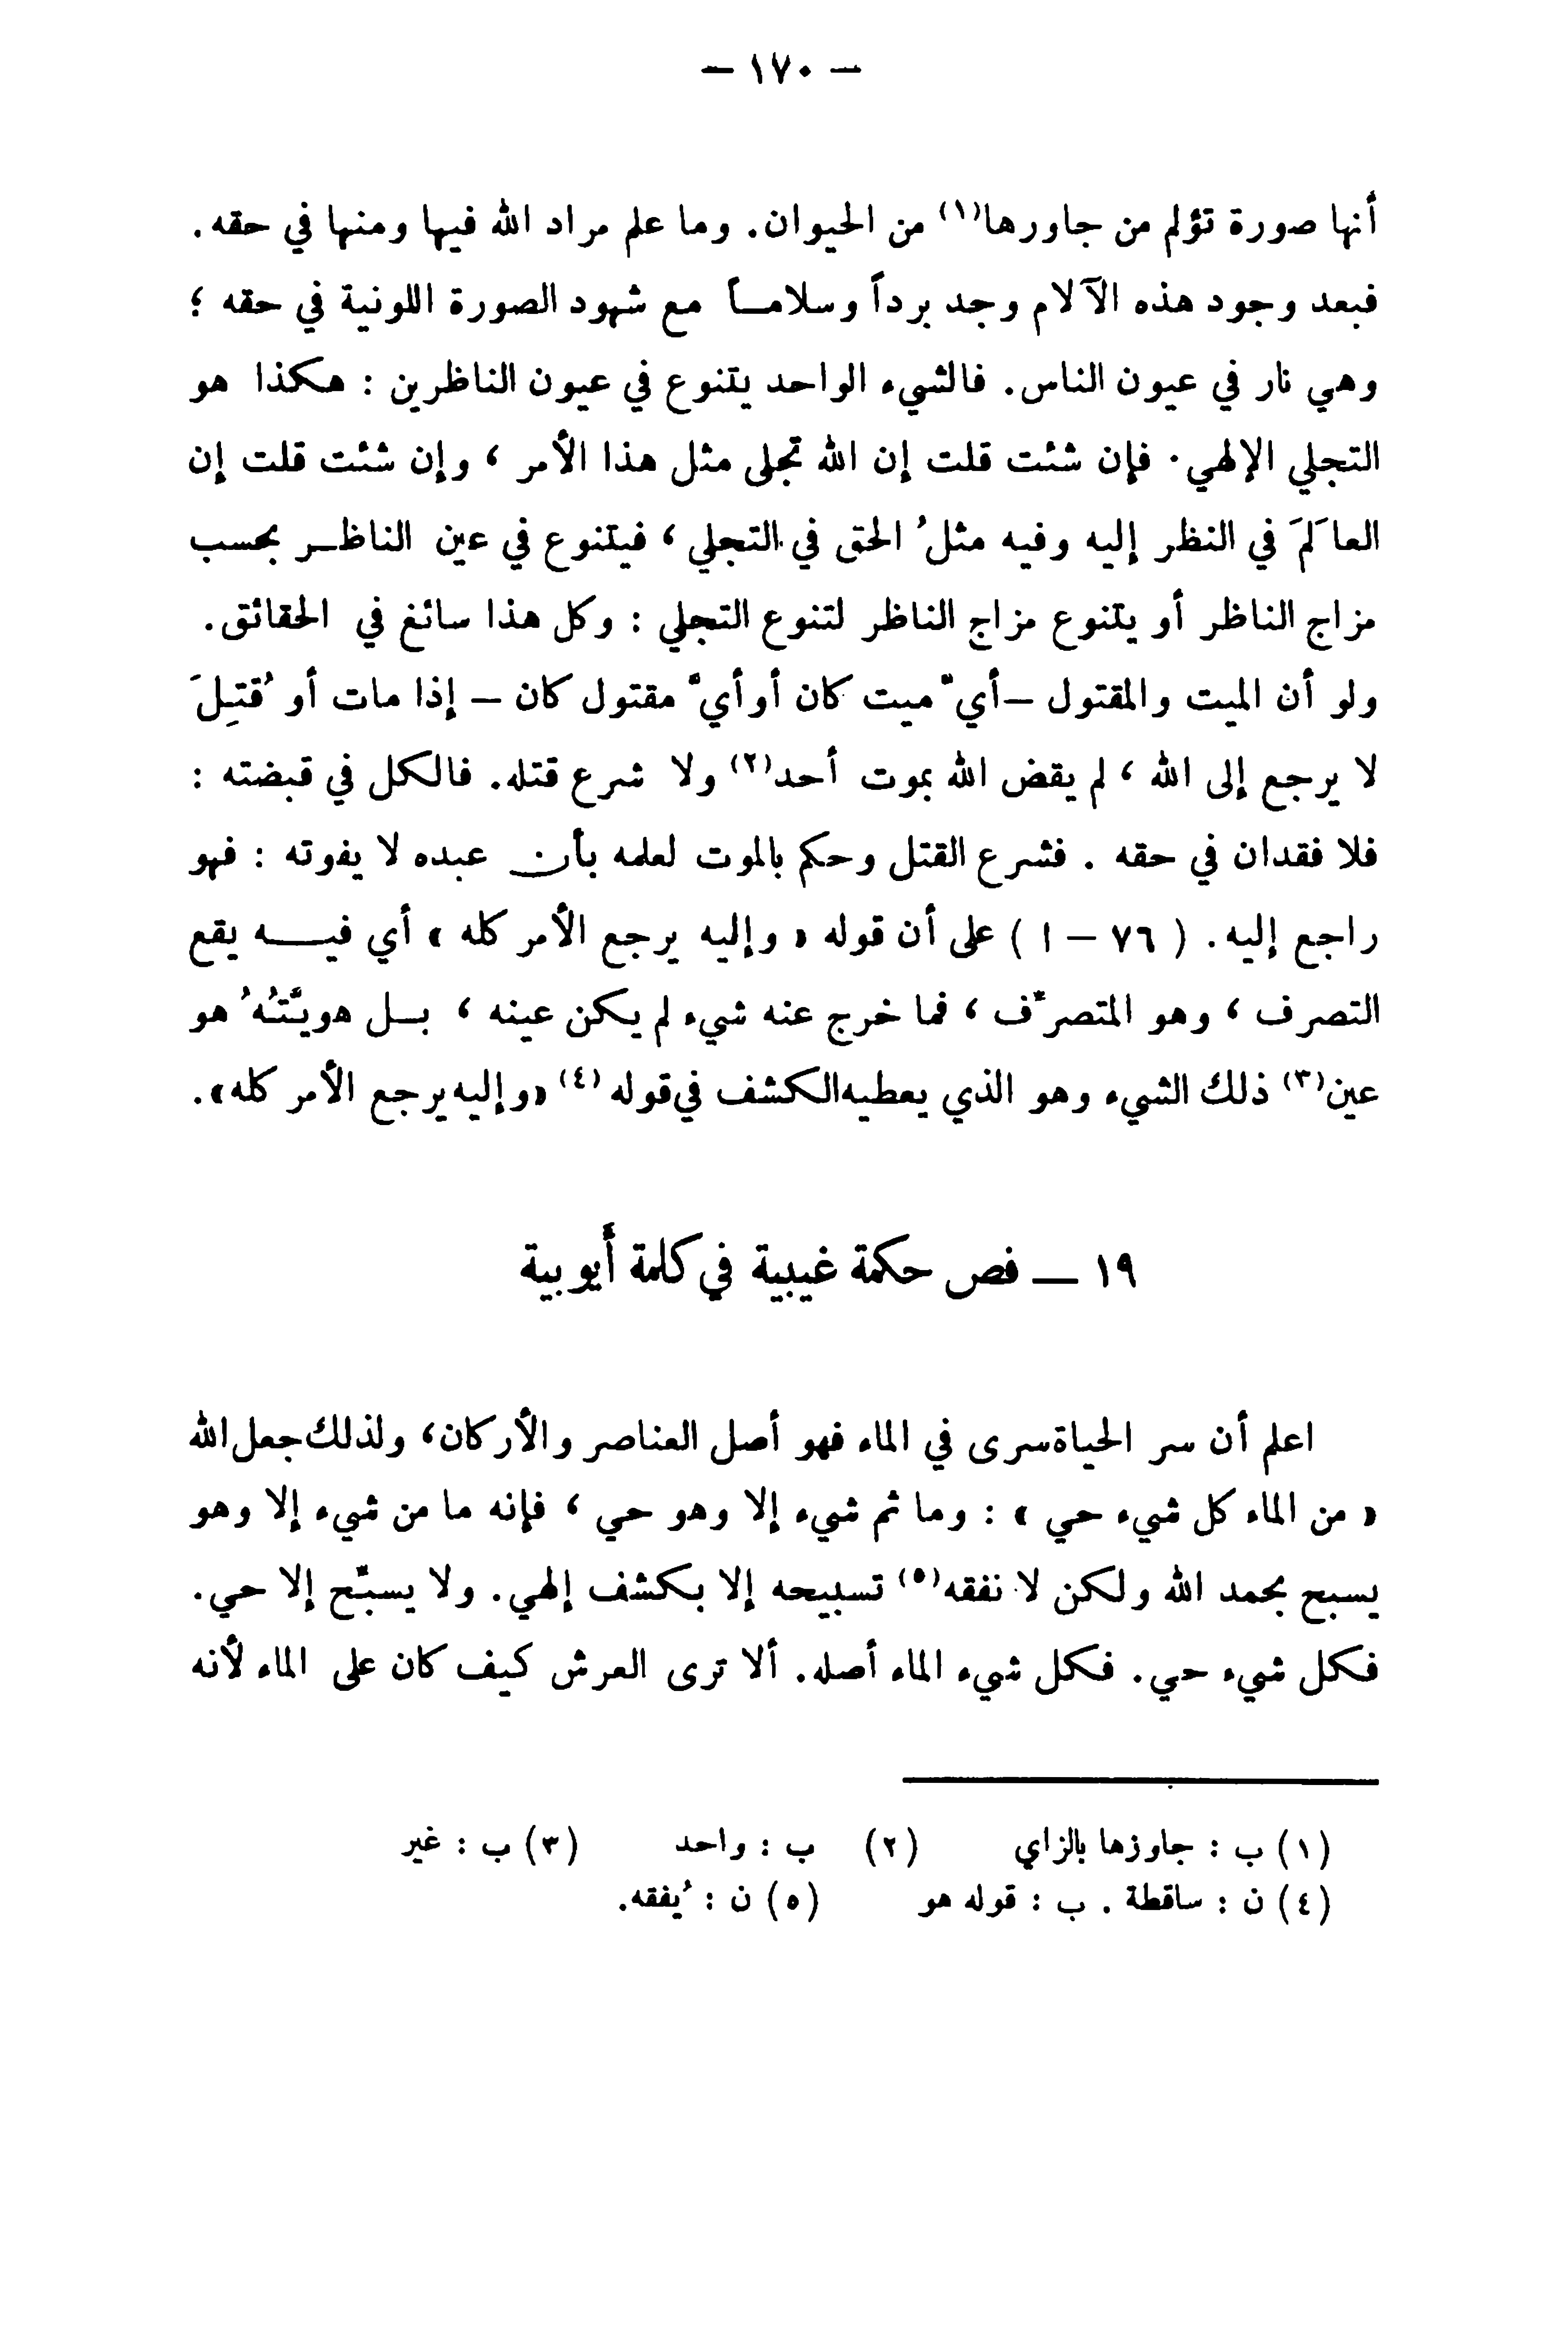 — ١٧٠ —
أنها صورة تؤلم من جاورها(١) من الحيوان. وما علم مراد الله فيها ومنها في حقه.
فبعد وجود هذه الآلام وجد برداً وسلاماً مع شهود الصورة اللونية في حقه ؛
وهي نار في عيون الناس. فالشيء الواحد يتنوع في عيون الناظرين : هكذا هو
التجلي الإلهي. فإن شئت قلت إن الله تجلى مثل هذا الأمر ، وإن شئت قلت إن
العالَمَ في النظر إليه وفيه مثلُ الحق في التجلي ، فيتنوع في عين الناظر بحسب
مزاج الناظر أو يتنوع مزاج الناظر لتنوع التجلي : وكل هذا سائغ في الحقائق.
ولو أن الميت والمقتول – أيّ ميت كان أو أيّ مقتول كان – إذا مات أو قُتِلَ
لا يرجع إلى الله ، لم يقض الله بموت أحد(٢) ولا شرع قتله. فالكل في قبضته :
فلا فقدان في حقه . فشرع القتل وحكم بالموت لعلمه بأن عبده لا يفوته : فهو
راجع إليه. ( ٧٦ – ا ) على أن قوله « وإليه يرجع الأمر كله » أي فيه يقع
التصرف ، وهو المتصرّف ، فما خرج عنه شيء لم يكن عينه ، بل هويَّتُهُ هو
عين(٣) ذلك الشيء وهو الذي يعطيه الكشف في قوله (٤) «وإليه يرجع الأمر كله».
١٩ — فص حكمة غيبية في كلمة أيوبية
اعلم أن سر الحياة سرى في الماء فهو أصل العناصر والأركان، ولذلك جعل الله
« من الماء كل شيء حي » : وما ثم شيء إلا وهو حي ، فإنه ما من شيء إلا وهو
يسبح بحمد الله ولكن لا نفقه(٥) تسبيحه إلا بكشف إلهي. ولا يسبّح إلا حي.
فكل شيء حي. فكل شيء الماء أصله. ألا ترى العرش كيف كان على الماء لأنه
(١) ب : جاوزها بالزاي (٢) ب : واحد (٣) ب : غير
(٤) ن : ساقطة . ب : قوله هو (٥) ن : يُفقه.